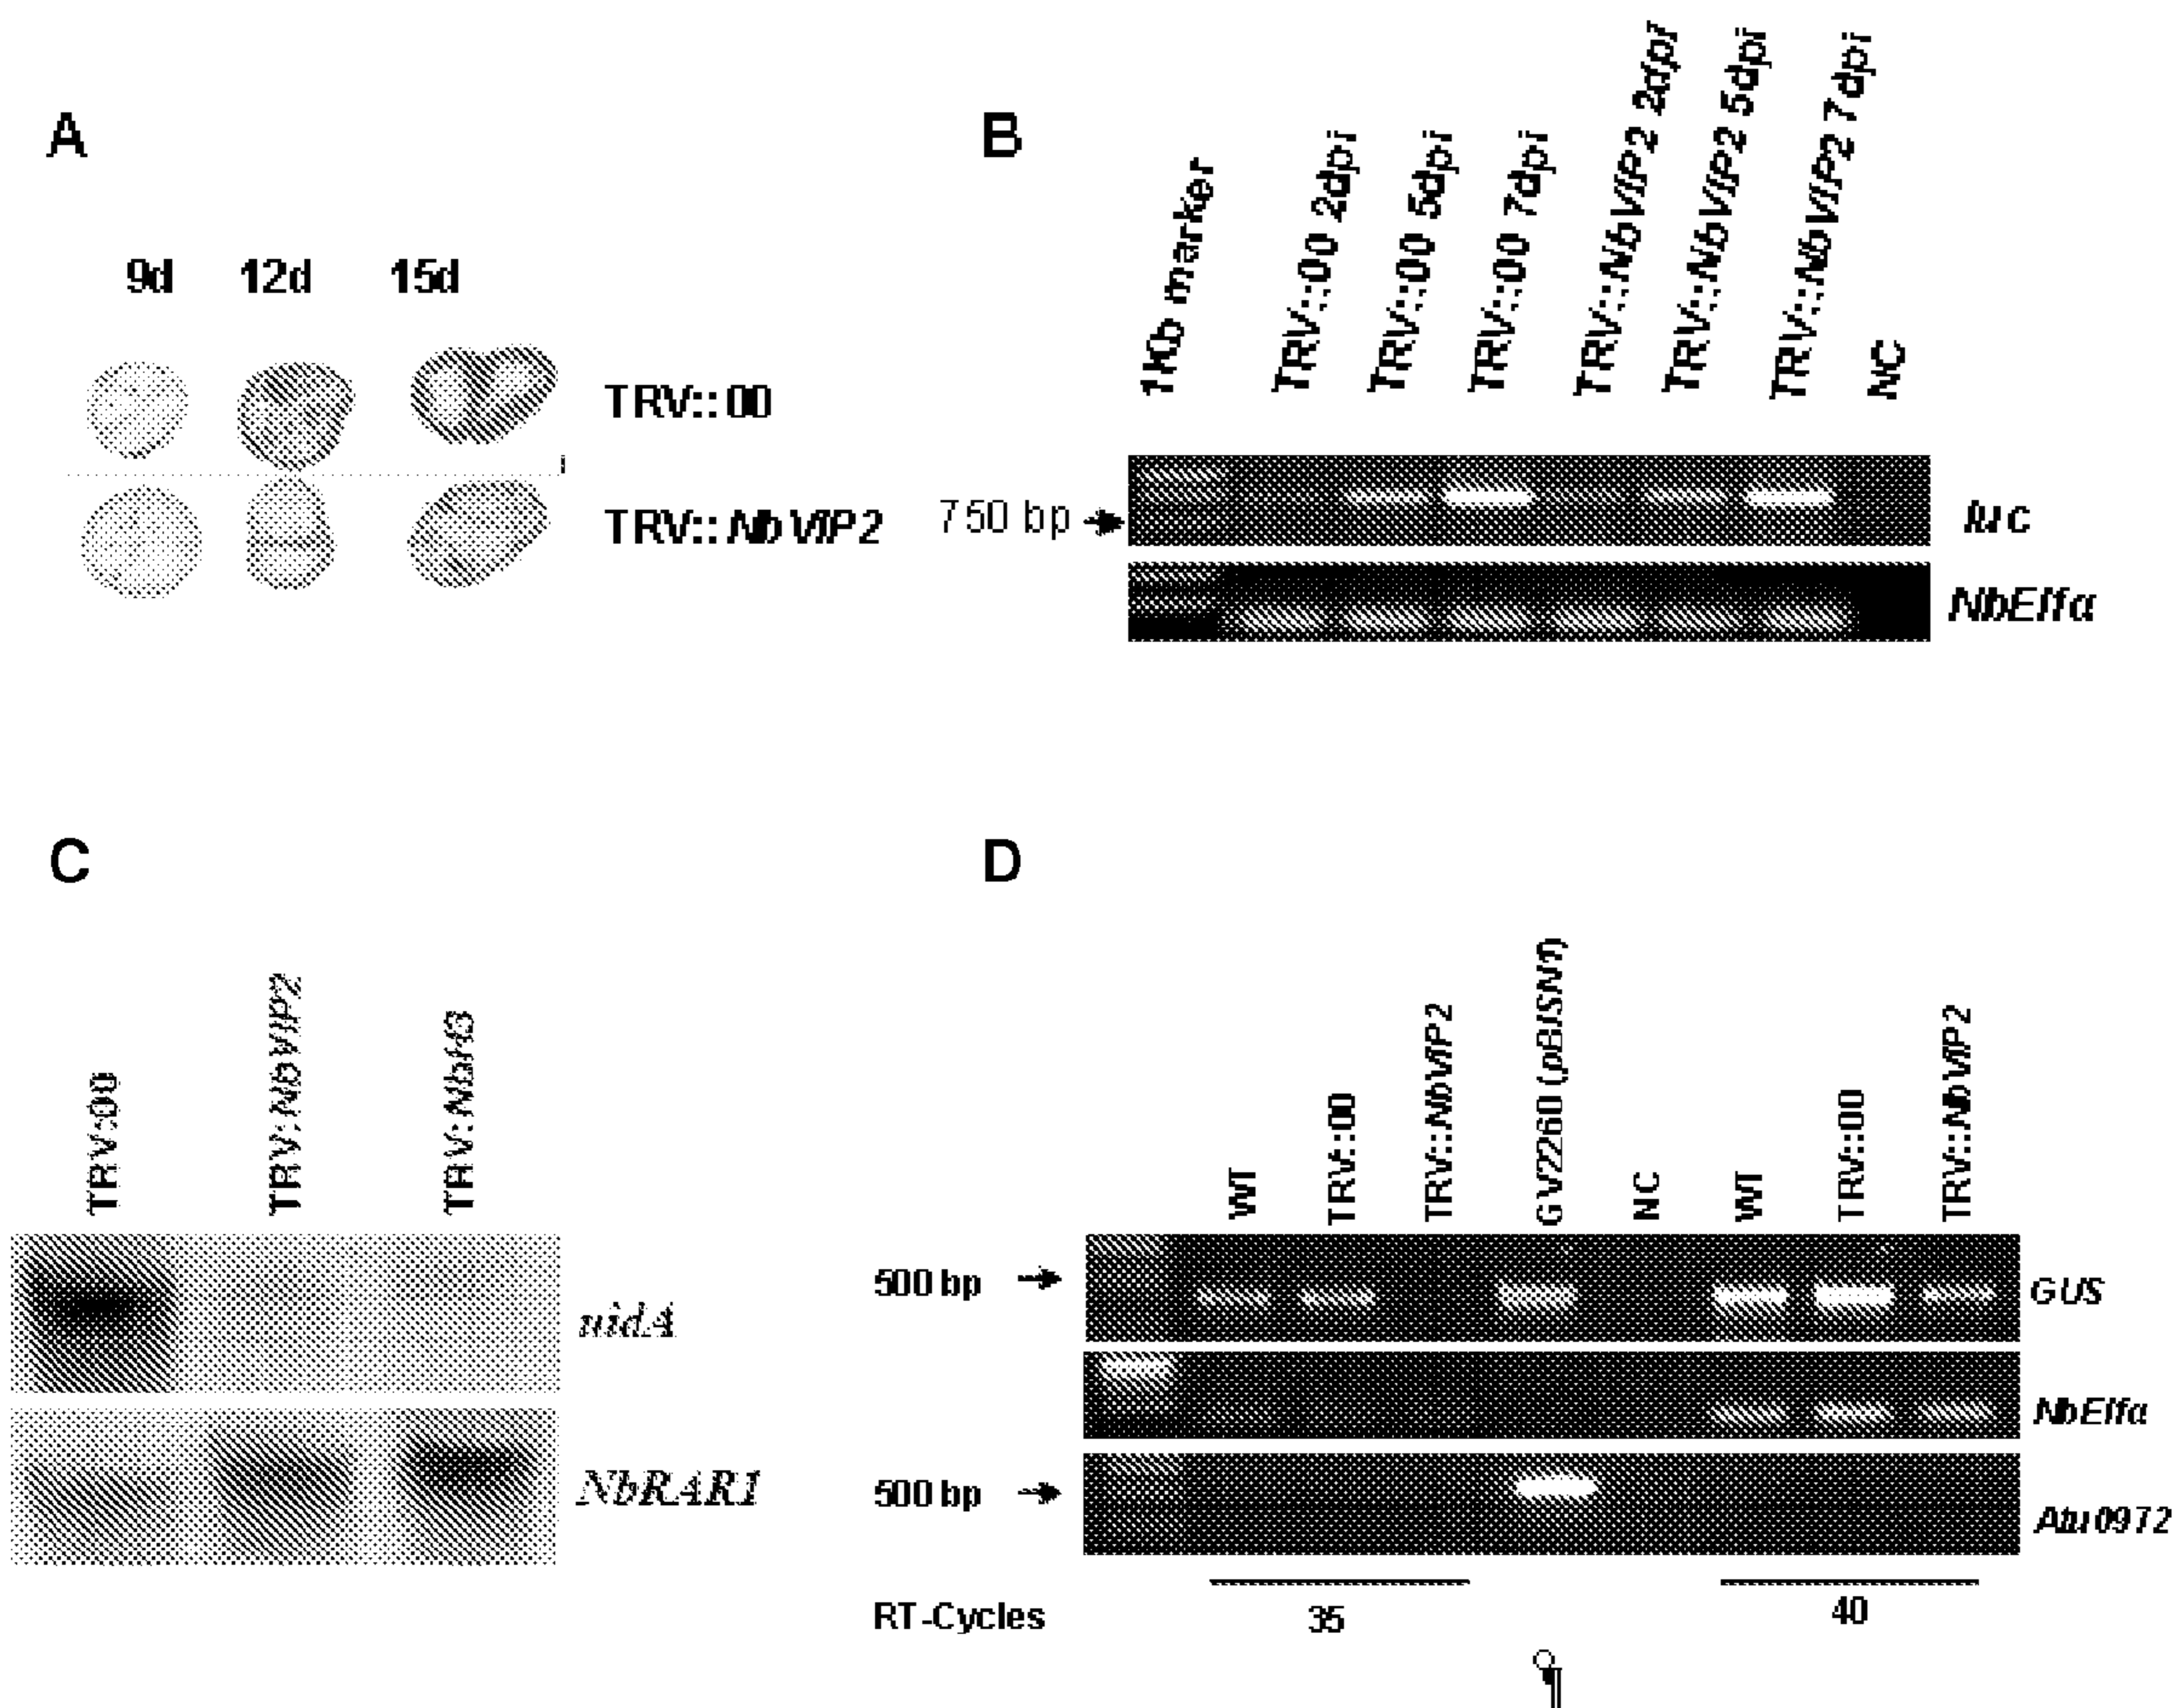 A
9d 12d 15d
TRV::00
TRV::NbVIP2
B
1Kb marker
TRV::00 2dpi
TRV::00 5dpi
TRV::00 7dpi
TRV::NbVIP2 2dpi
TRV::NbVIP2 5dpi
TRV::NbVIP2 7dpi
NC
750 bp
luc
NbElfα
C
TRV::00
TRV::NbVIP2
TRV::NbH3
uidA
NbRAR1
D
WT
TRV::00
TRV::NbVIP2
GV2260 (pBISN1)
NC
WT
TRV::00
TRV::NbVIP2
500 bp
GUS
NbElfα
500 bp
Atu0972
RT-Cycles
35
40